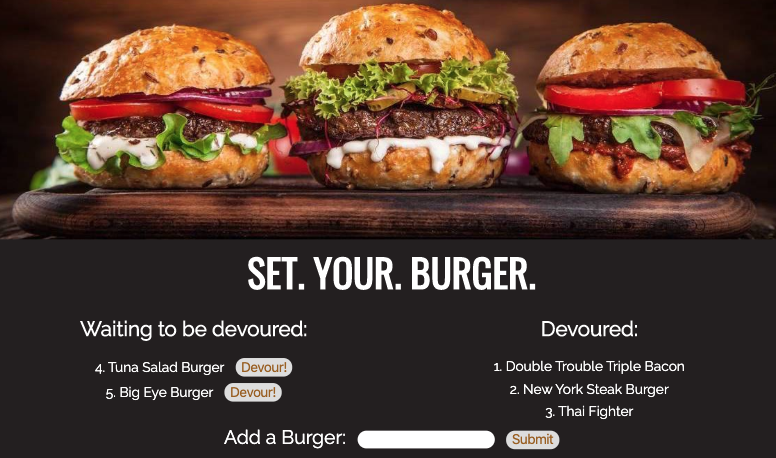 SET. YOUR. BURGER.
Waiting to be devoured:
4. Tuna Salad Burger Devour!
5. Big Eye Burger Devour!
Devoured:
1. Double Trouble Triple Bacon
2. New York Steak Burger
3. Thai Fighter
Add a Burger: Submit